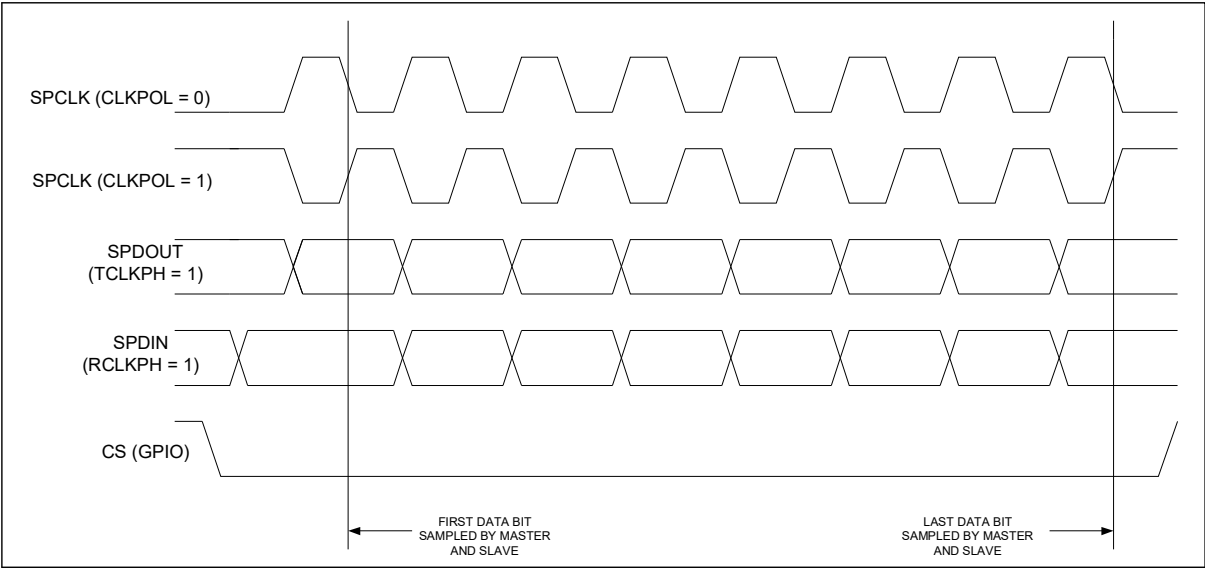 SPCLK (CLKPOL = 0)
SPCLK (CLKPOL = 1)
SPDOUT
(TCLKPH = 1)
SPDIN
(RCLKPH = 1)
CS (GPIO)
FIRST DATA BIT
SAMPLED BY MASTER
AND SLAVE
LAST DATA BIT
SAMPLED BY MASTER
AND SLAVE